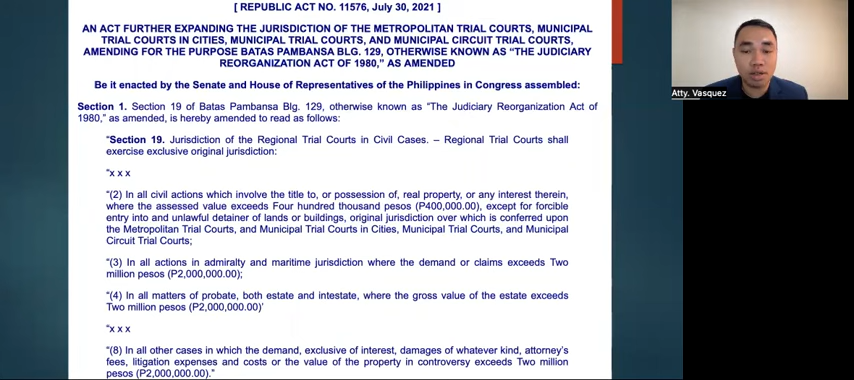 [ REPUBLIC ACT NO. 11576, July 30, 2021 ]
AN ACT FURTHER EXPANDING THE JURISDICTION OF THE METROPOLITAN TRIAL COURTS, MUNICIPAL
TRIAL COURTS IN CITIES, MUNICIPAL TRIAL COURTS, AND MUNICIPAL CIRCUIT TRIAL COURTS,
AMENDING FOR THE PURPOSE BATAS PAMBANSA BLG. 129, OTHERWISE KNOWN AS “THE JUDICIARY
REORGANIZATION ACT OF 1980,” AS AMENDED
Be it enacted by the Senate and House of Representatives of the Philippines in Congress assembled:
Section 1. Section 19 of Batas Pambansa Blg. 129, otherwise known as “The Judiciary Reorganization Act of
1980,” as amended, is hereby amended to read as follows:
“Section 19. Jurisdiction of the Regional Trial Courts in Civil Cases. – Regional Trial Courts shall
exercise exclusive original jurisdiction:
“x x x
“(2) In all civil actions which involve the title to, or possession of, real property, or any interest therein,
where the assessed value exceeds Four hundred thousand pesos (P400,000.00), except for forcible
entry into and unlawful detainer of lands or buildings, original jurisdiction over which is conferred upon
the Metropolitan Trial Courts, and Municipal Trial Courts in Cities, Municipal Trial Courts, and Municipal
Circuit Trial Courts;
“(3) In all actions in admiralty and maritime jurisdiction where the demand or claims exceeds Two
million pesos (P2,000,000.00);
“(4) In all matters of probate, both estate and intestate, where the gross value of the estate exceeds
Two million pesos (P2,000,000.00)’
“x x x
“(8) In all other cases in which the demand, exclusive of interest, damages of whatever kind, attorney’s
fees, litigation expenses and costs or the value of the property in controversy exceeds Two million
pesos (P2,000,000.00).”
Atty. Vasquez